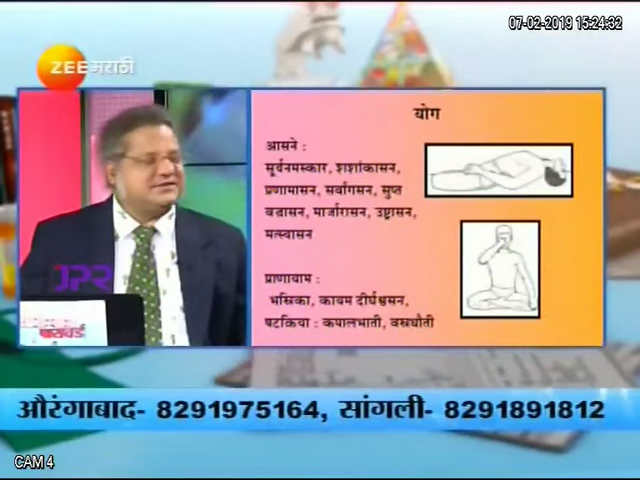 07-02-2019 15:24:32
ZEE मराठी
योग
आसने :
सूर्यनमस्कार, शशांकासन,
प्रणामासन, सर्वांगासन, सुप्त
वज्रासन, मार्जारासन, उष्ट्रासन,
मत्स्यासन
प्राणायाम :
भस्त्रिका, कायम दीर्घश्वसन,
षटक्रिया : कपालभाती, वस्त्रधौती
JPR
पासवर्ड
औरंगाबाद- 8291975164, सांगली- 8291891812
CAM 4